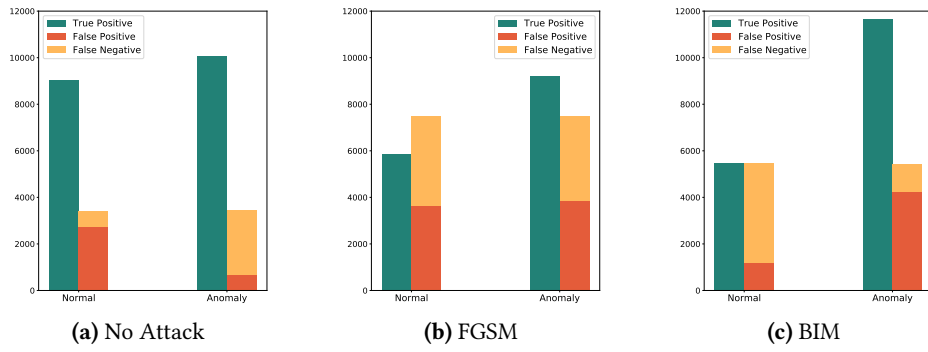 12000
10000
8000
6000
4000
2000
0
True Positive
False Positive
False Negative
Normal Anomaly
(a) No Attack
12000
10000
8000
6000
4000
2000
0
True Positive
False Positive
False Negative
Normal Anomaly
(b) FGSM
12000
10000
8000
6000
4000
2000
0
True Positive
False Positive
False Negative
Normal Anomaly
(c) BIM